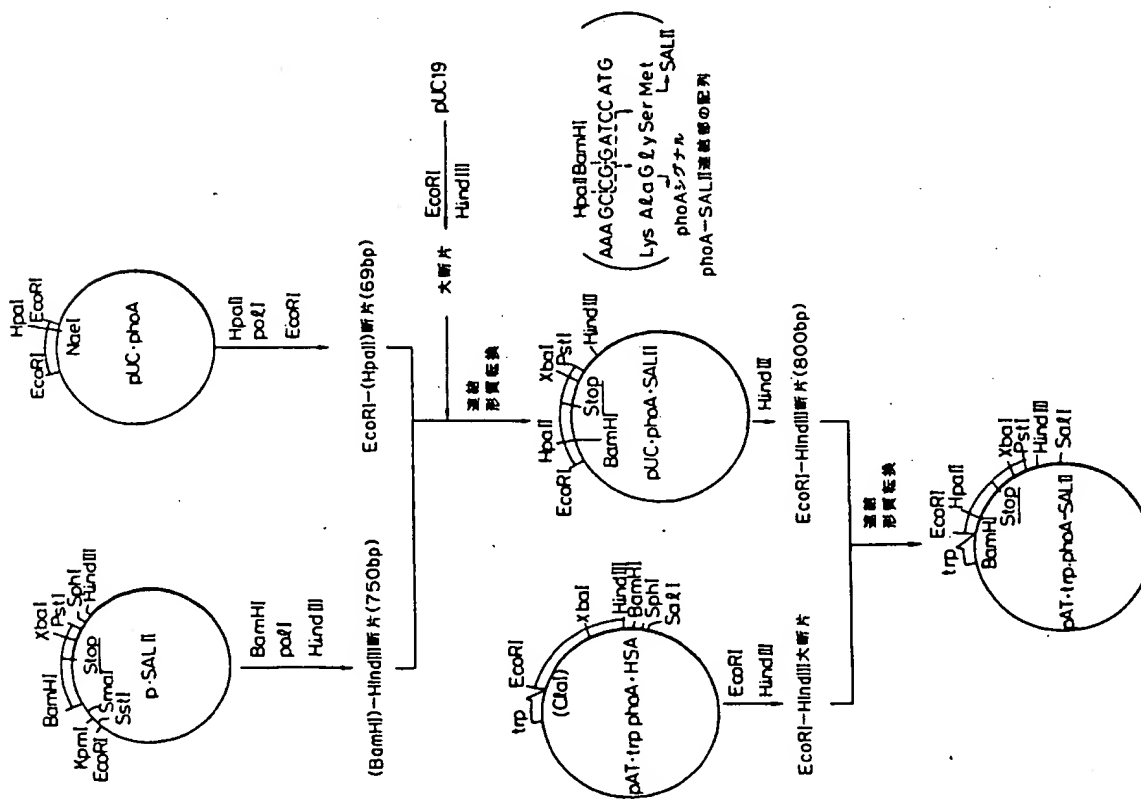 BamHI
XbaI
PstI
SphI
HindIII
Stop
SmaI
SstI
KpmI
EcoRI
p・SALII
BamHI
polI
HindIII
(BamHI)-HindIII断片(750bp)
HpaI
EcoRI
EcoRI
NaeI
pUC・phoA
HpaII
polI
EcoRI
EcoRI-(HpaII)断片(69bp)
pUC19
EcoRI
HindIII
大断片
連結
形質転換
EcoRI
HpaII
XbaI
PstI
HindIII
Stop
BamHI
pUC・phoA・SALII
HpaII BamHI
AAAGCCGGATCCATG
Lys Ala Gly Ser Met
SALII
phoAシグナル
phoA-SALII連結部の配列
HindIII
EcoRI-HindIII断片(800bp)
trp
EcoRI
(ClaI)
XbaI
HindIII
BamHI
SphI
SalI
pAT・trp phoA・HSA
EcoRI
HindIII
EcoRI-HindIII大断片
連結
形質転換
trp
EcoRI
HpaII
BamHI
Stop
XbaI
PstI
HindIII
SalI
pAT・trp・phoA-SALII